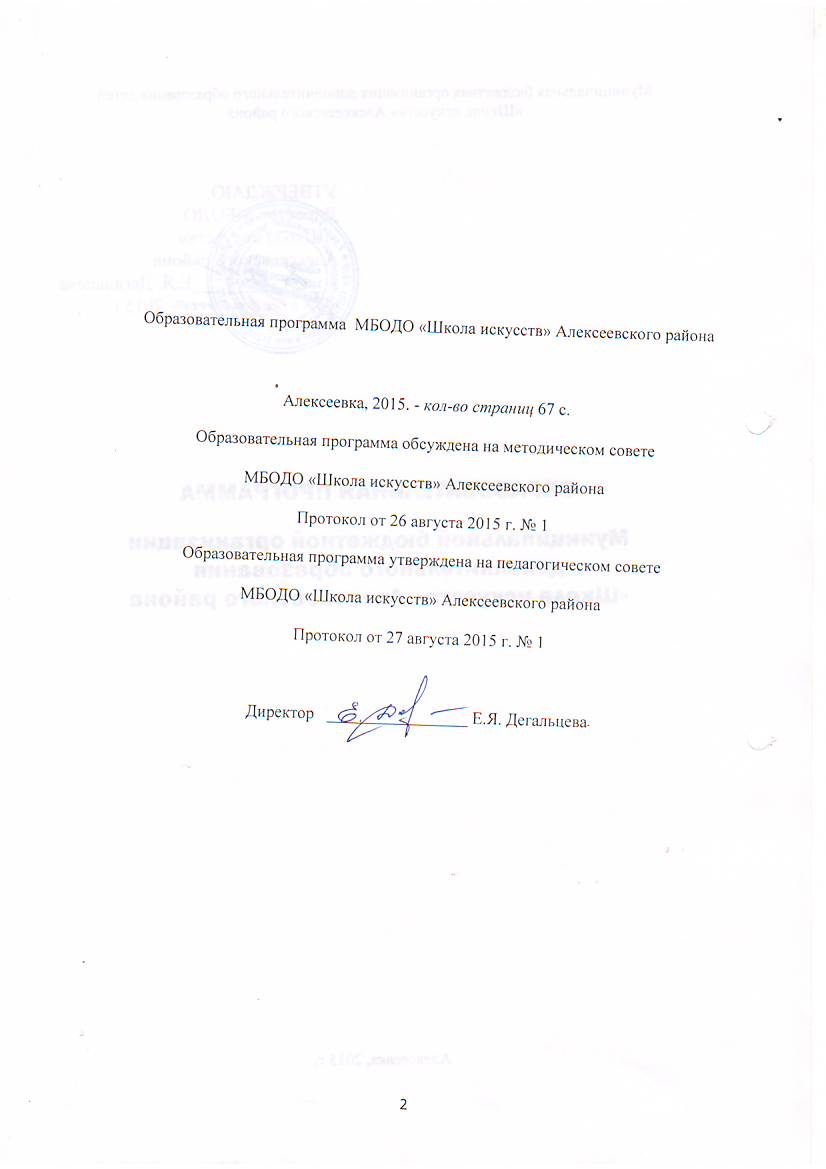 Образовательная программа МБОДО «Школа искусств» Алексеевского района
Алексеевка, 2015. - кол-во страниц 67 с.
Образовательная программа обсуждена на методическом совете
МБОДО «Школа искусств» Алексеевского района
Протокол от 26 августа 2015 г. № 1
Образовательная программа утверждена на педагогическом совете
МБОДО «Школа искусств» Алексеевского района
Протокол от 27 августа 2015 г. № 1
Директор Е.Я. Дегальцева.
2